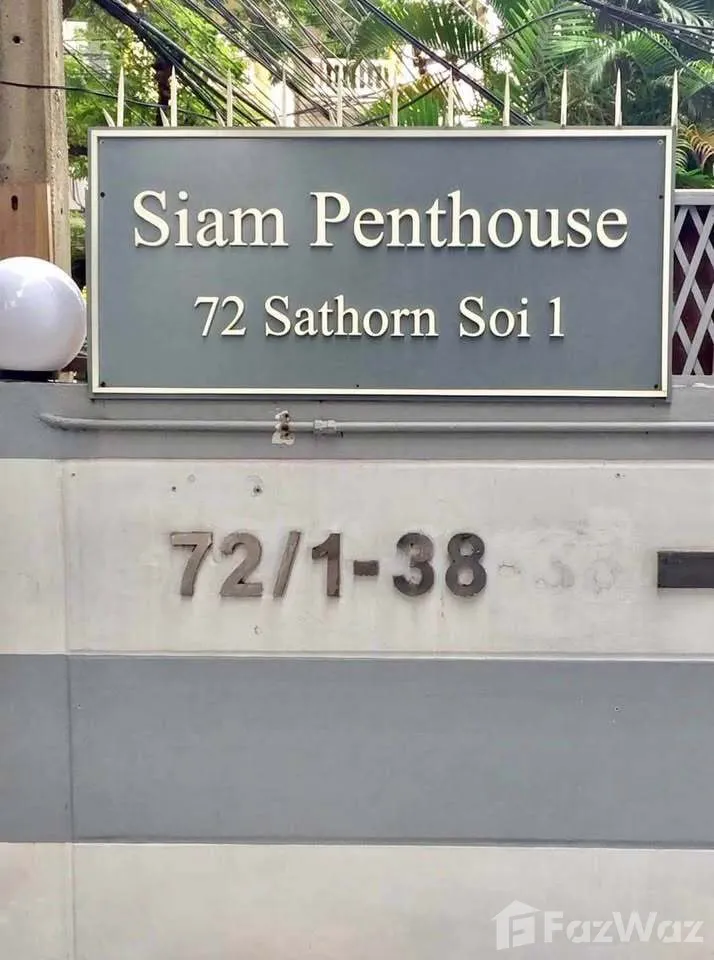 Siam Penthouse
72 Sathorn Soi 1
72/1-38
FazWaz